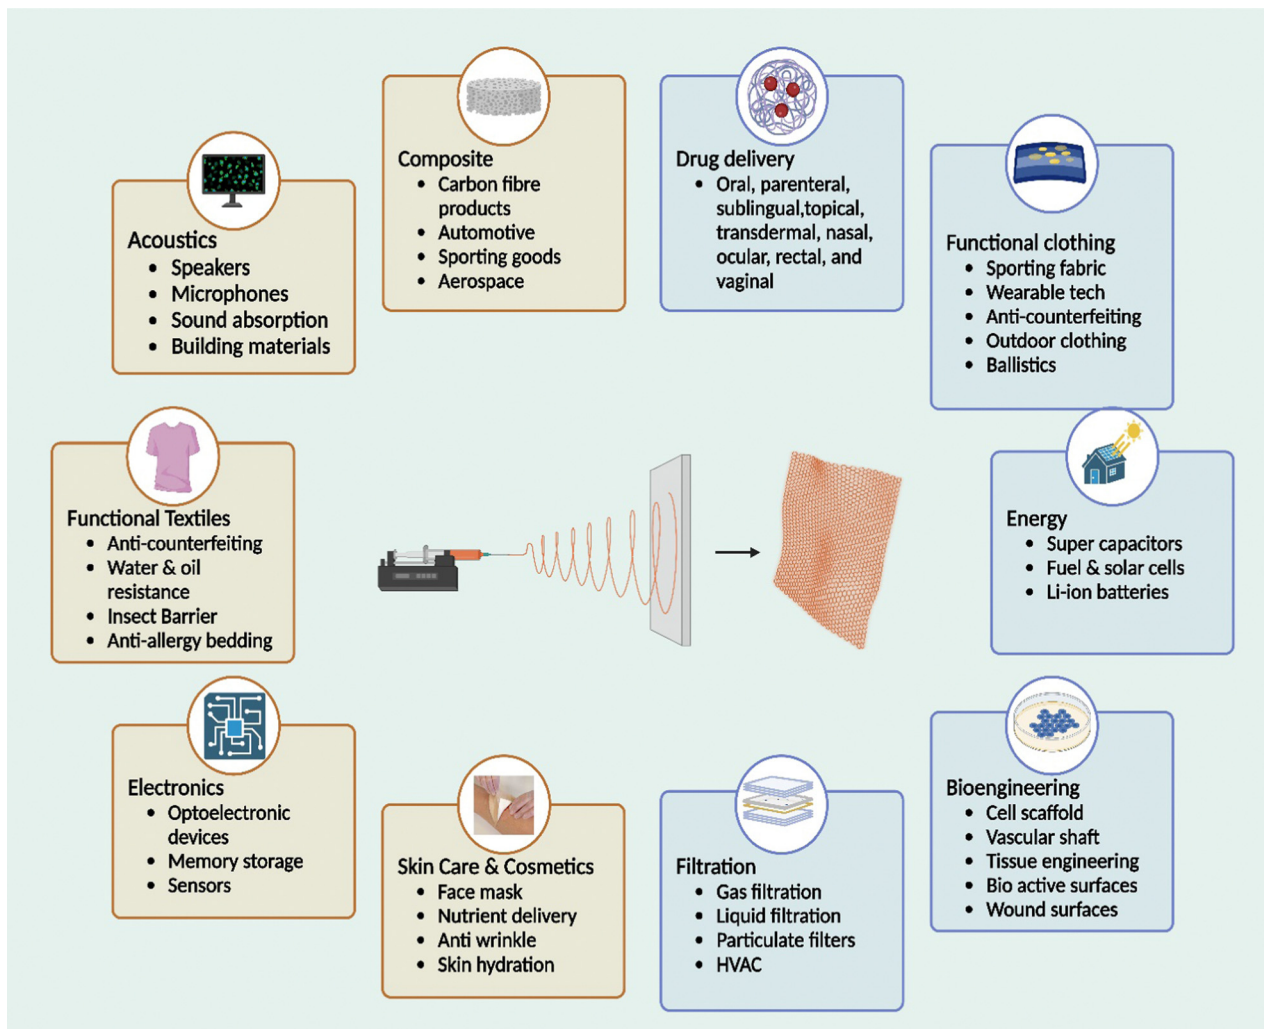 Composite
• Carbon fibre
products
• Automotive
• Sporting goods
• Aerospace
Drug delivery
• Oral, parenteral,
sublingual,topical,
transdermal, nasal,
ocular, rectal, and
vaginal
Acoustics
• Speakers
• Microphones
• Sound absorption
• Building materials
Functional clothing
• Sporting fabric
• Wearable tech
• Anti-counterfeiting
• Outdoor clothing
• Ballistics
Functional Textiles
• Anti-counterfeiting
• Water & oil
resistance
• Insect Barrier
• Anti-allergy bedding
Energy
• Super capacitors
• Fuel & solar cells
• Li-ion batteries
Electronics
• Optoelectronic
devices
• Memory storage
• Sensors
Skin Care & Cosmetics
• Face mask
• Nutrient delivery
• Anti wrinkle
• Skin hydration
Filtration
• Gas filtration
• Liquid filtration
• Particulate filters
• HVAC
Bioengineering
• Cell scaffold
• Vascular shaft
• Tissue engineering
• Bio active surfaces
• Wound surfaces